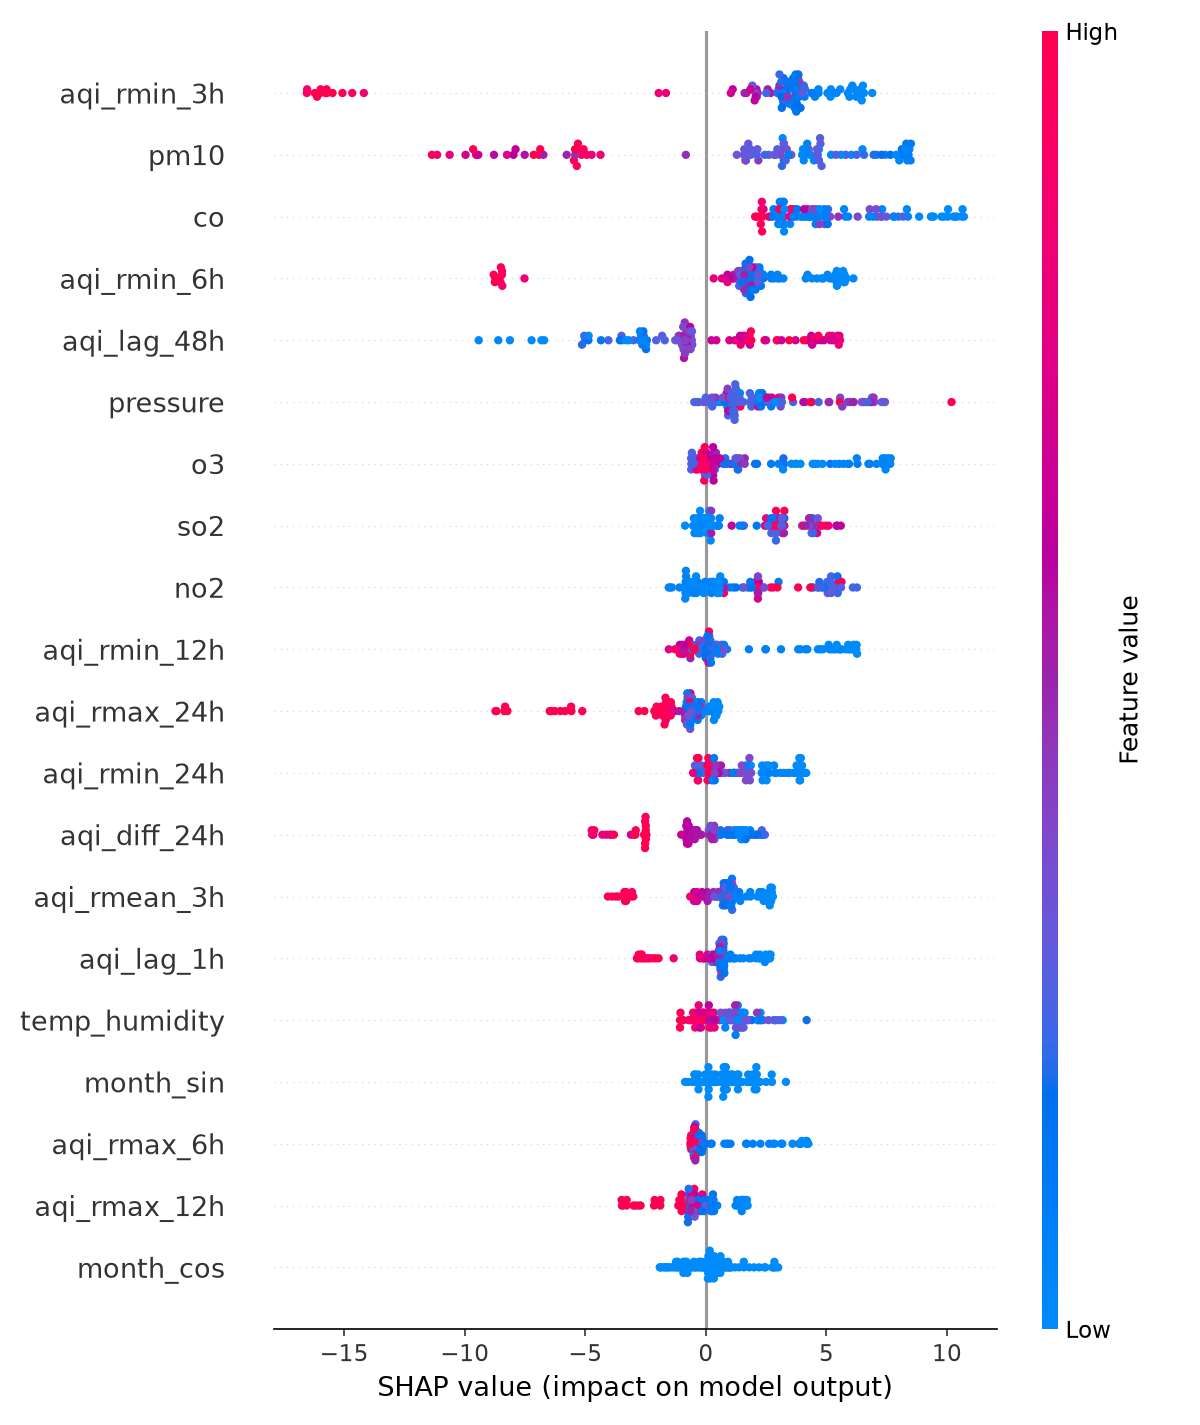 High
aqi_rmin_3h
pm10
co
aqi_rmin_6h
aqi_lag_48h
pressure
o3
so2
no2
aqi_rmin_12h
aqi_rmax_24h
aqi_rmin_24h
aqi_diff_24h
aqi_rmean_3h
aqi_lag_1h
temp_humidity
month_sin
aqi_rmax_6h
aqi_rmax_12h
month_cos
Feature value
Low
−15 −10 −5 0 5 10
SHAP value (impact on model output)